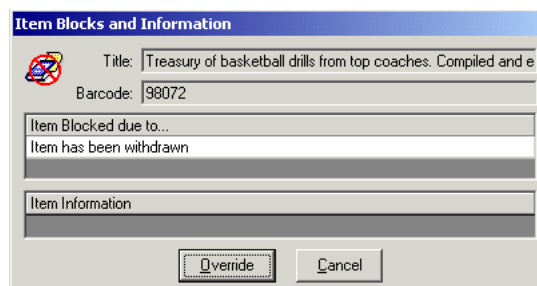 Item Blocks and Information
Title: Treasury of basketball drills from top coaches. Compiled and e
Barcode: 98072
Item Blocked due to...
Item has been withdrawn
Item Information
Override Cancel